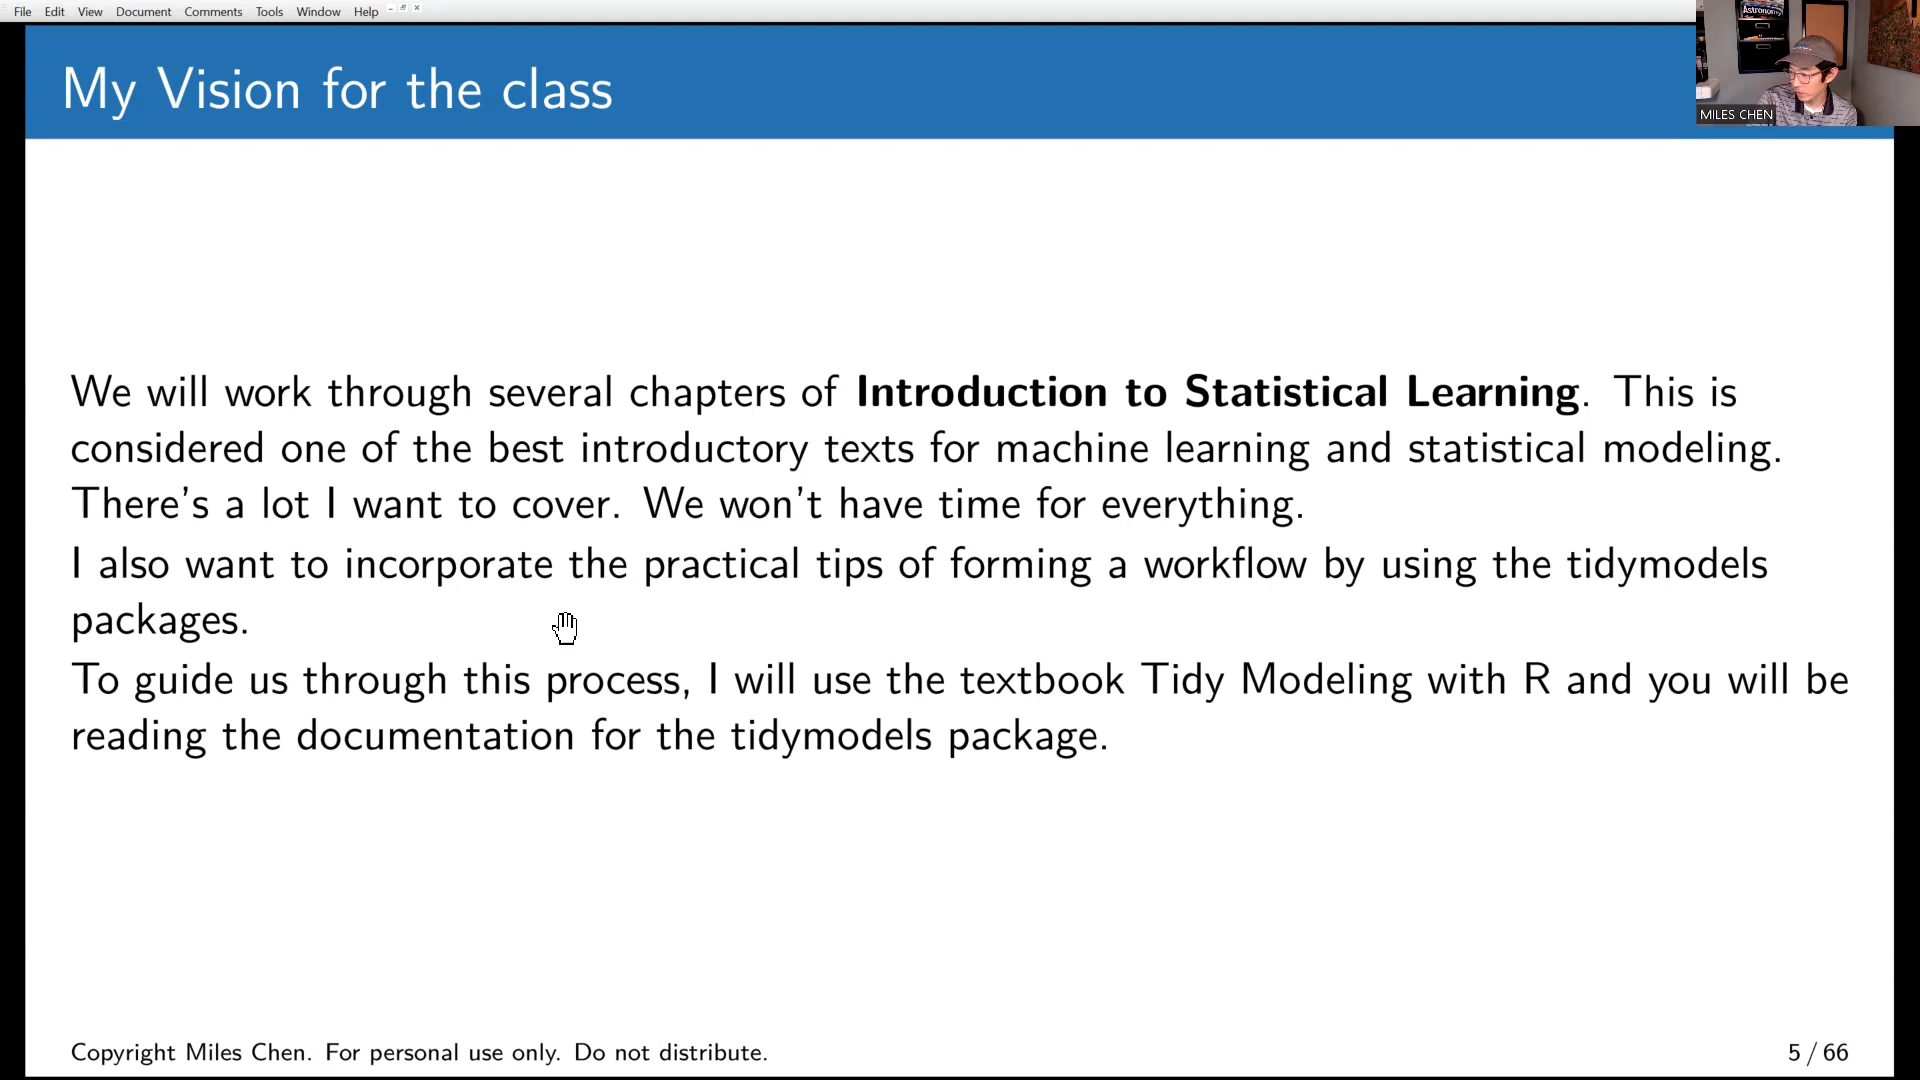 File Edit View Document Comments Tools Window Help
My Vision for the class
Astronomy
MILES CHEN
We will work through several chapters of Introduction to Statistical Learning. This is
considered one of the best introductory texts for machine learning and statistical modeling.
There's a lot I want to cover. We won't have time for everything.
I also want to incorporate the practical tips of forming a workflow by using the tidymodels
packages.
To guide us through this process, I will use the textbook Tidy Modeling with R and you will be
reading the documentation for the tidymodels package.
Copyright Miles Chen. For personal use only. Do not distribute.
5 / 66